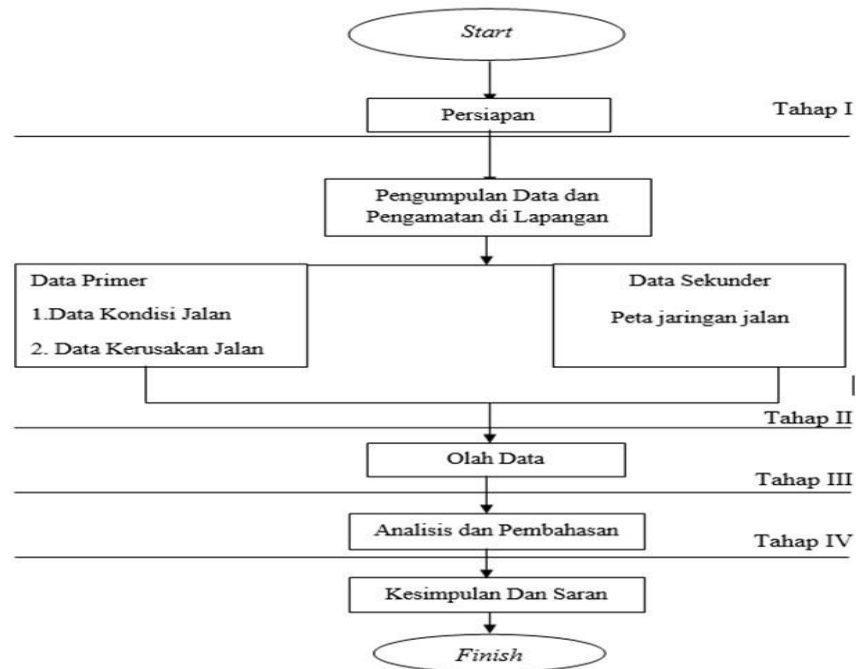 Start
Persiapan
Tahap I
Pengumpulan Data dan
Pengamatan di Lapangan
Data Primer
1.Data Kondisi Jalan
2. Data Kerusakan Jalan
Data Sekunder
Peta jaringan jalan
Tahap II
Olah Data
Tahap III
Analisis dan Pembahasan
Tahap IV
Kesimpulan Dan Saran
Finish